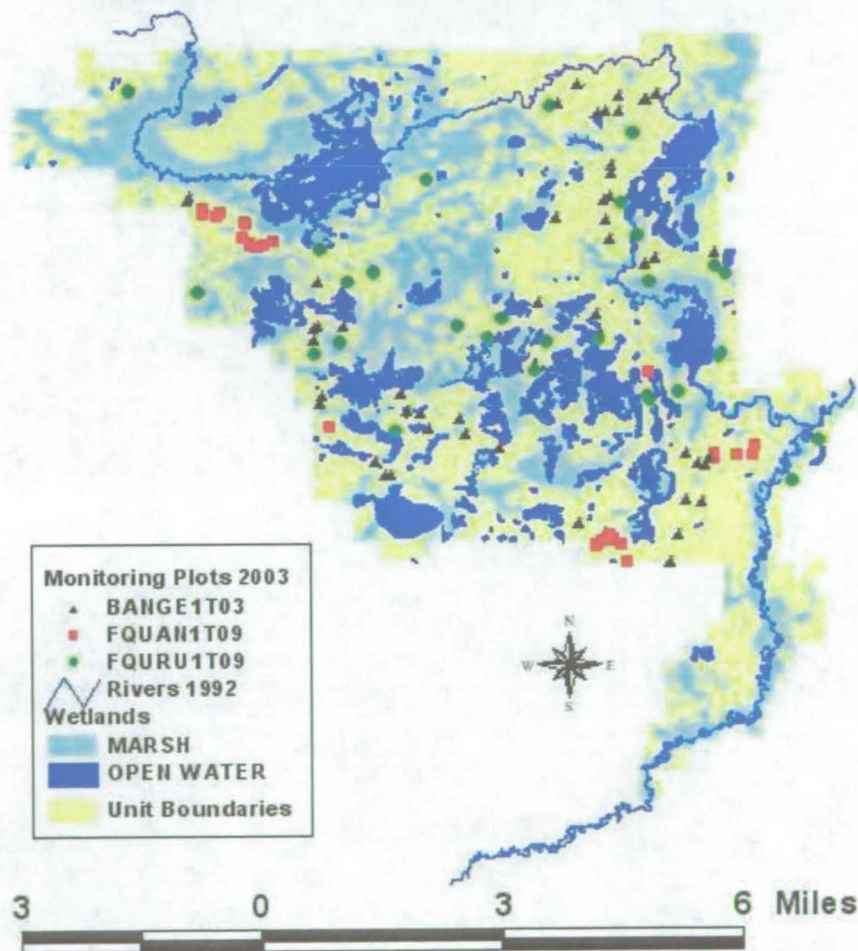 N
W E
S
Monitoring Plots 2003
BANGE1T03
FQUAN1T09
FQURU1T09
Rivers 1992
Wetlands
MARSH
OPEN WATER
Unit Boundaries
3 0 3 6 Miles